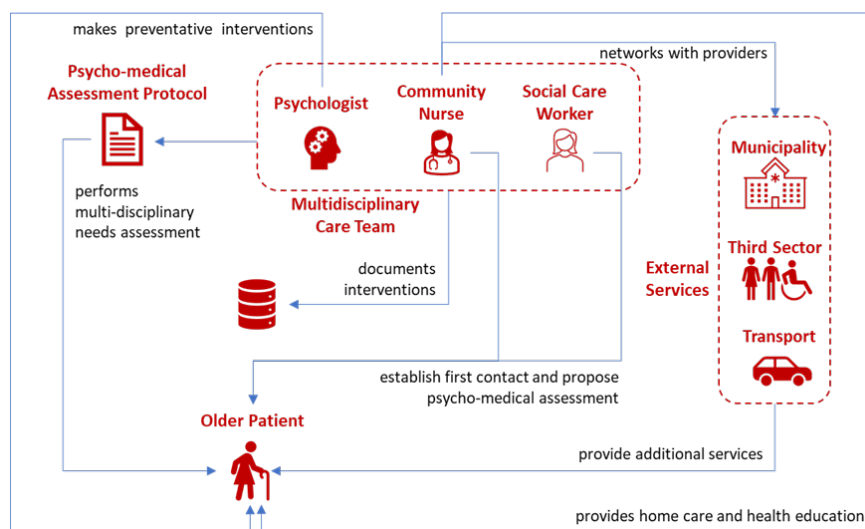 makes preventative interventions
networks with providers
Psycho-medical
Assessment Protocol
Psychologist
Community
Nurse
Social Care
Worker
Municipality
performs
multi-disciplinary
needs assessment
Multidisciplinary
Care Team
Third Sector
External
Services
documents
interventions
Transport
establish first contact and propose
psycho-medical assessment
Older Patient
provide additional services
provides home care and health education